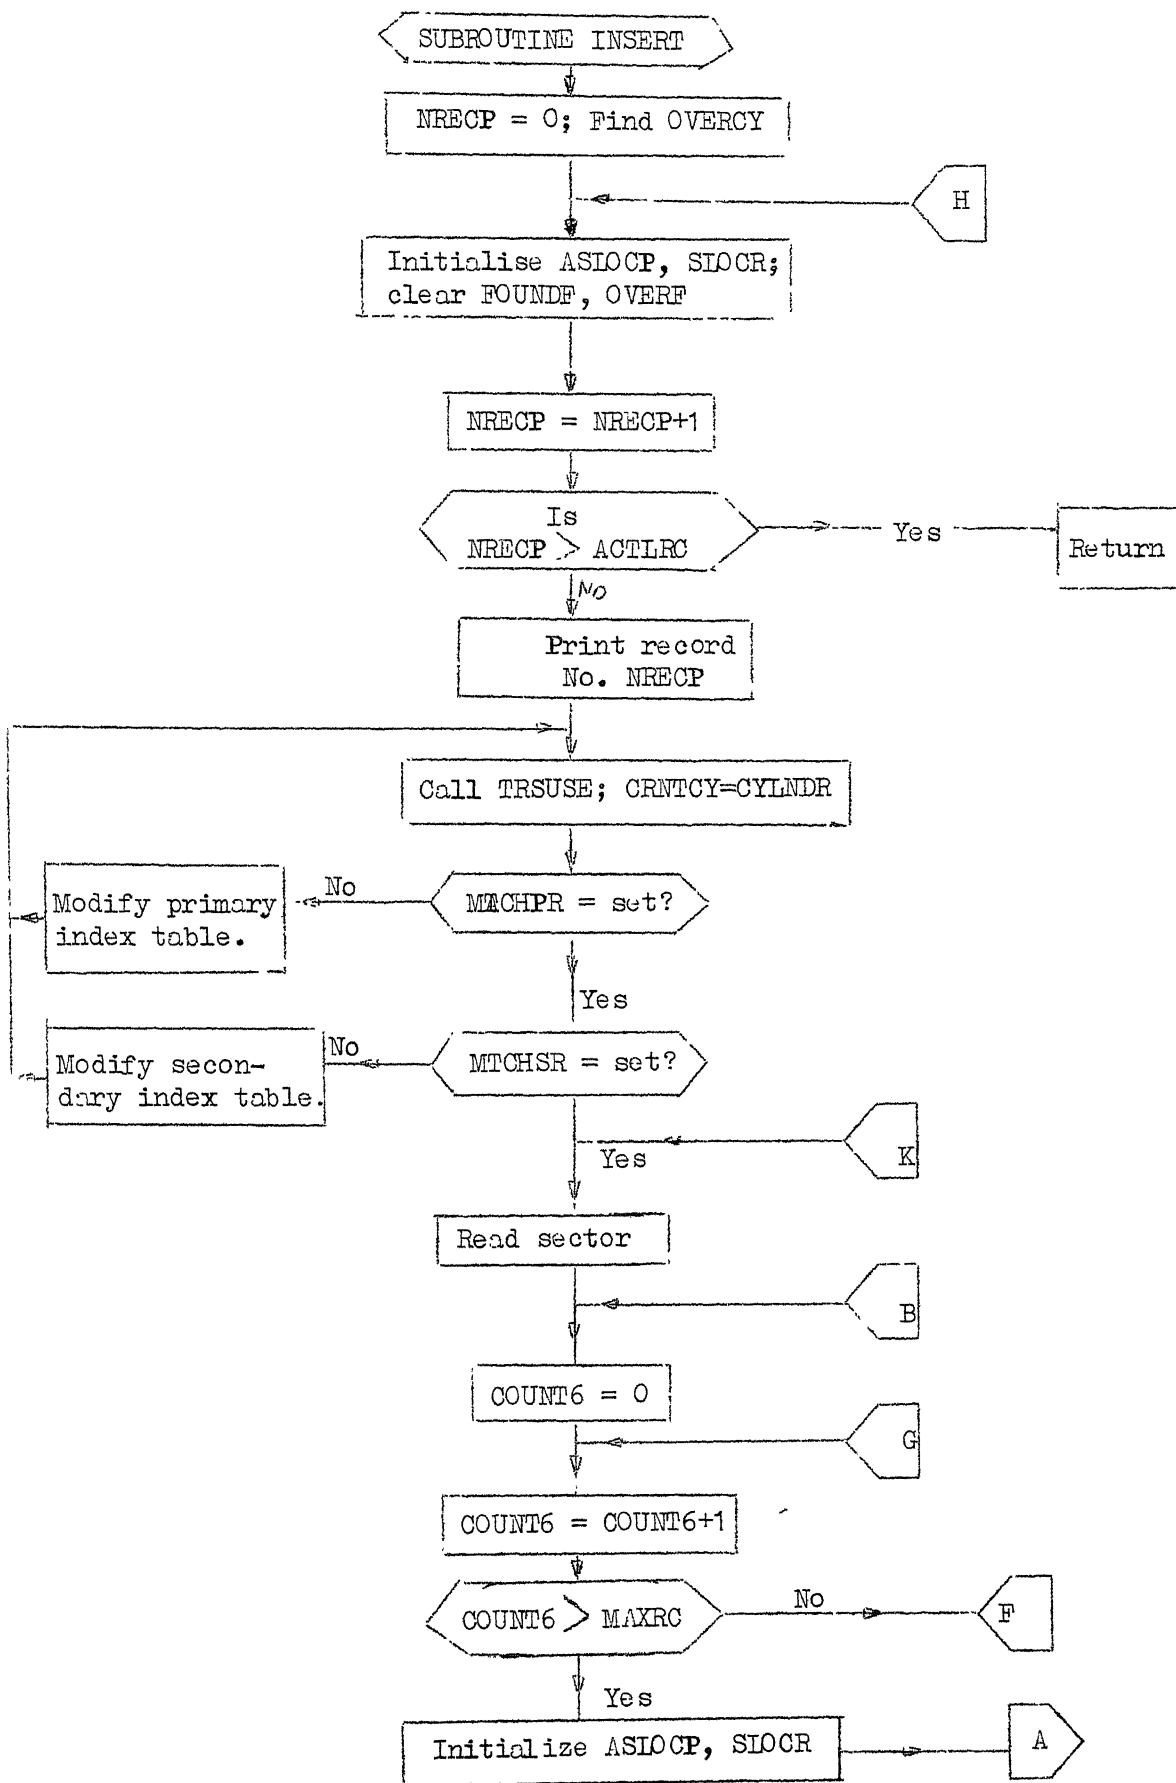 SUBROUTINE INSERT
NRECP = 0; Find OVERCY
H
Initialise ASLOCP, SLOCR;
clear FOUNDF, OVERF
NRECP = NRECP+1
Is
NRECP > ACTLRC
Yes
Return
No
Print record
No. NRECP
Call TRSUSE; CRNTCY=CYLNDR
MTCHPR = set?
No
Modify primary
index table.
Yes
MTCHSR = set?
No
Modify secon-
dary index table.
K
Yes
Read sector
B
COUNT6 = 0
G
COUNT6 = COUNT6+1
COUNT6 > MAXRC
No
F
Yes
Initialize ASLOCP, SLOCR
A